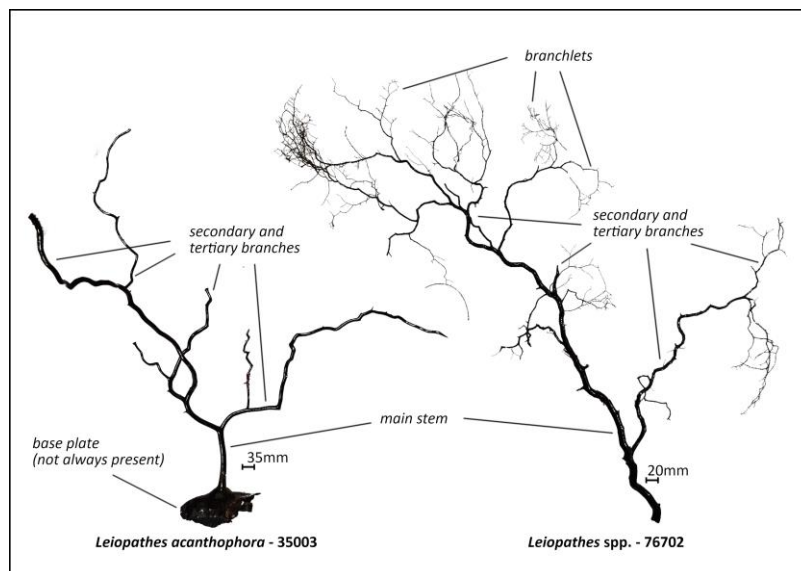 branchlets
secondary and
tertiary branches
secondary and
tertiary branches
main stem
base plate
(not always present)
35mm
20mm
Leiopathes acanthophora - 35003
Leiopathes spp. - 76702